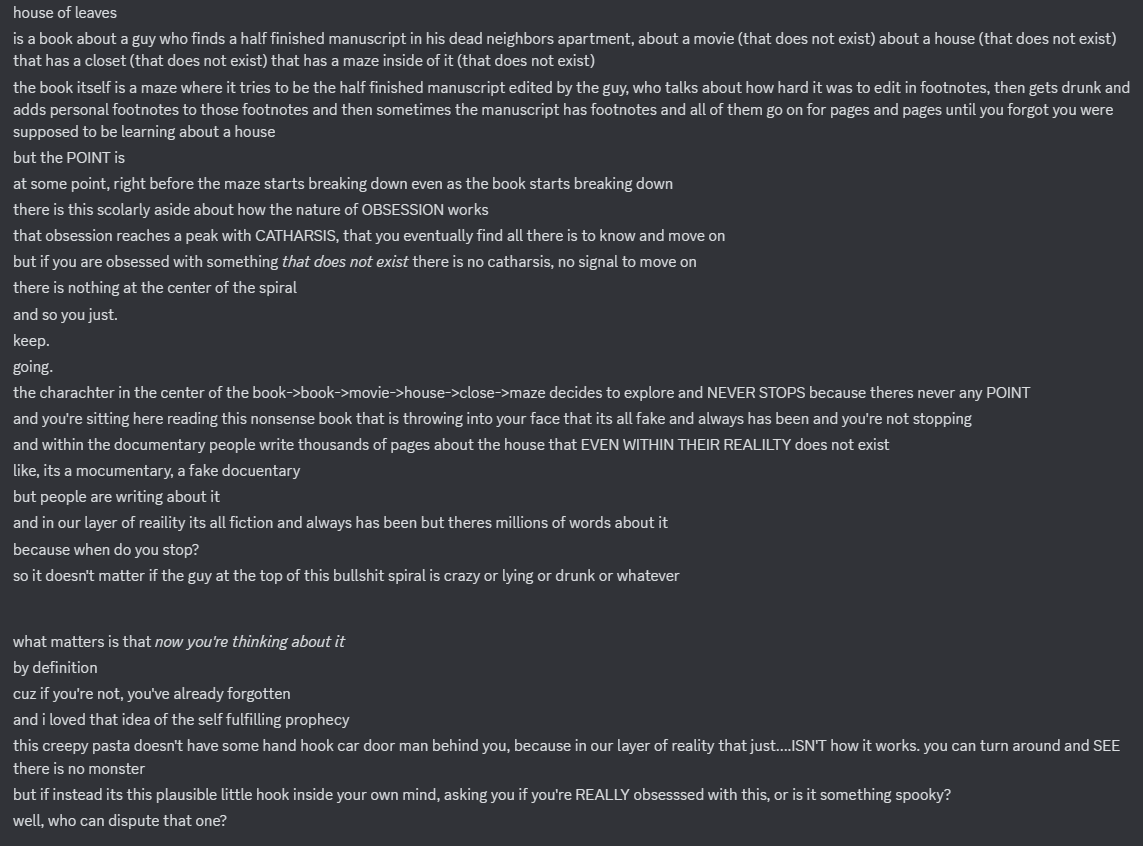 house of leaves
is a book about a guy who finds a half finished manuscript in his dead neighbors apartment, about a movie (that does not exist) about a house (that does not exist)
that has a closet (that does not exist) that has a maze inside of it (that does not exist)
the book itself is a maze where it tries to be the half finished manuscript edited by the guy, who talks about how hard it was to edit in footnotes, then gets drunk and
adds personal footnotes to those footnotes and then sometimes the manuscript has footnotes and all of them go on for pages and pages until you forgot you were
supposed to be learning about a house
but the POINT is
at some point, right before the maze starts breaking down even as the book starts breaking down
there is this scolarly aside about how the nature of OBSESSION works
that obsession reaches a peak with CATHARSIS, that you eventually find all there is to know and move on
but if you are obsessed with something that does not exist there is no catharsis, no signal to move on
there is nothing at the center of the spiral
and so you just.
keep.
going.
the charachter in the center of the book->book->movie->house->close->maze decides to explore and NEVER STOPS because theres never any POINT
and you're sitting here reading this nonsense book that is throwing into your face that its all fake and always has been and you're not stopping
and within the documentary people write thousands of pages about the house that EVEN WITHIN THEIR REALILTY does not exist
like, its a mocumentary, a fake docuentary
but people are writing about it
and in our layer of reaility its all fiction and always has been but theres millions of words about it
because when do you stop?
so it doesn't matter if the guy at the top of this bullshit spiral is crazy or lying or drunk or whatever
what matters is that now you're thinking about it
by definition
cuz if you're not, you've already forgotten
and i loved that idea of the self fulfilling prophecy
this creepy pasta doesn't have some hand hook car door man behind you, because in our layer of reality that just....ISN'T how it works. you can turn around and SEE
there is no monster
but if instead its this plausible little hook inside your own mind, asking you if you're REALLY obsesssed with this, or is it something spooky?
well, who can dispute that one?